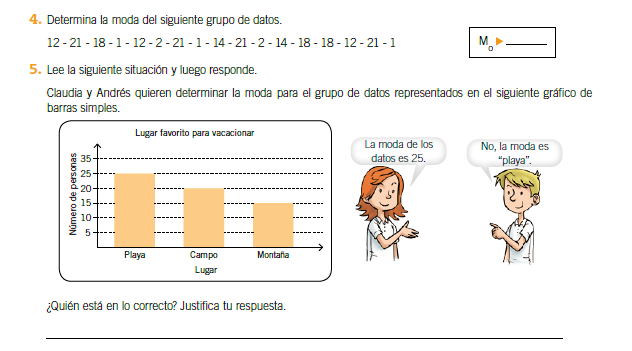 4. Determina la moda del siguiente grupo de datos.
12 - 21 - 18 - 1 - 12 - 2 - 21 - 1 - 14 - 21 - 2 - 14 - 18 - 18 - 12 - 21 - 1
Mo
5. Lee la siguiente situación y luego responde.
Claudia y Andrés quieren determinar la moda para el grupo de datos representados en el siguiente gráfico de
barras simples.
Lugar favorito para vacacionar
Número de personas
35
25
20
15
10
5
Playa Campo Montaña
Lugar
La moda de los
datos es 25.
No, la moda es
“playa”.
¿Quién está en lo correcto? Justifica tu respuesta.